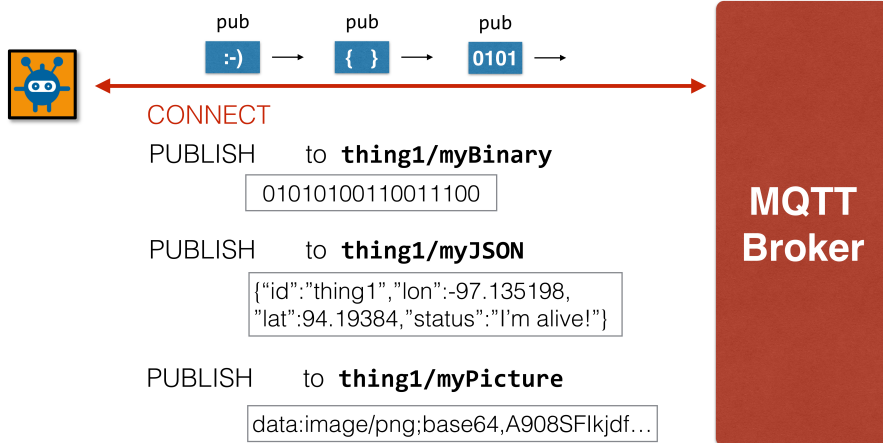 pub pub pub
:-) { } 0101
CONNECT
PUBLISH to thing1/myBinary
01010100110011100
PUBLISH to thing1/myJSON
{“id”:”thing1”,”lon”:-97.135198,
”lat”:94.19384,”status”:”I’m alive!”}
PUBLISH to thing1/myPicture
data:image/png;base64,A908SFIkjdf…
MQTT
Broker